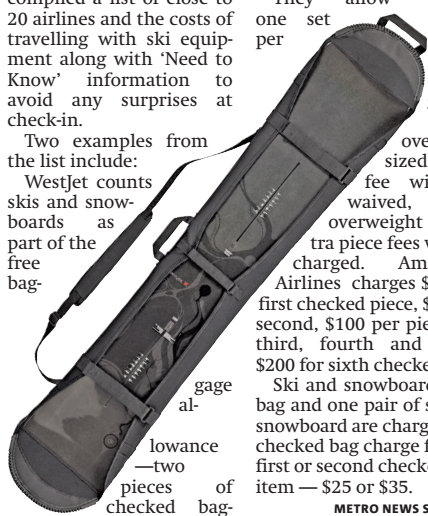 compiled a list of close to
20 airlines and the costs of
travelling with ski equip-
ment along with ‘Need to
Know’ information to
avoid any surprises at
check-in.
Two examples from
the list include:
WestJet counts
skis and snow-
boards as
part of the
free
bag-
gage
al-
lowance
—two
pieces of
checked bag-
They allow
one set
per
ove
sized
fee wi
waived,
overweight
tra piece fees w
charged. Am
Airlines charges $
first checked piece, $
second, $100 per pie
third, fourth and
$200 for sixth checke
Ski and snowboard
bag and one pair of s
snowboard are charg
checked bag charge f
first or second checke
item — $25 or $35.
METRO NEWS S